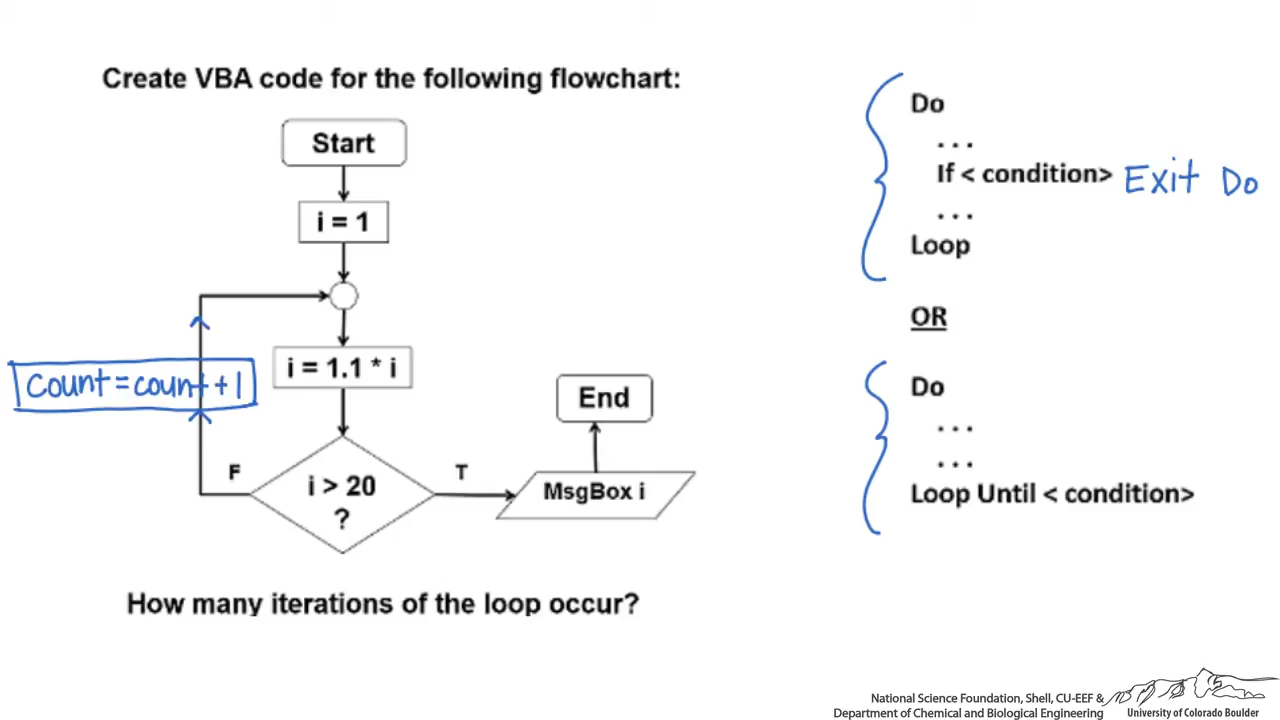 Create VBA code for the following flowchart:
Start
i = 1
i = 1.1 * i
count = count + 1
F
i > 20
?
T
MsgBox i
End
How many iterations of the loop occur?
Do
...
If < condition> Exit Do
...
Loop
OR
Do
...
...
Loop Until < condition>
National Science Foundation, Shell, CU-EEF &
Department of Chemical and Biological Engineering
University of Colorado Boulder